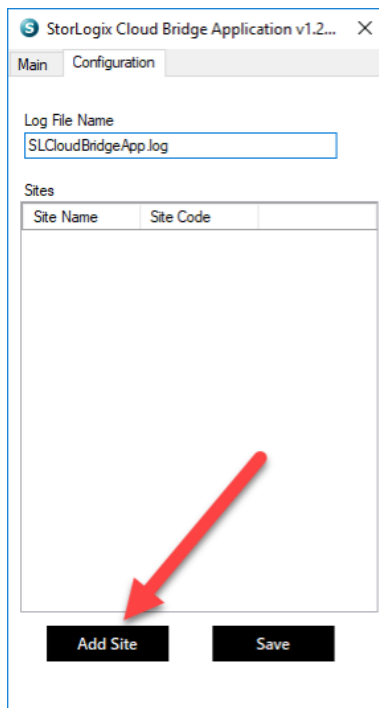 StorLogix Cloud Bridge Application v1.2...
Main Configuration
Log File Name
SLCloudBridgeApp.log
Sites
Site Name Site Code
Add Site Save